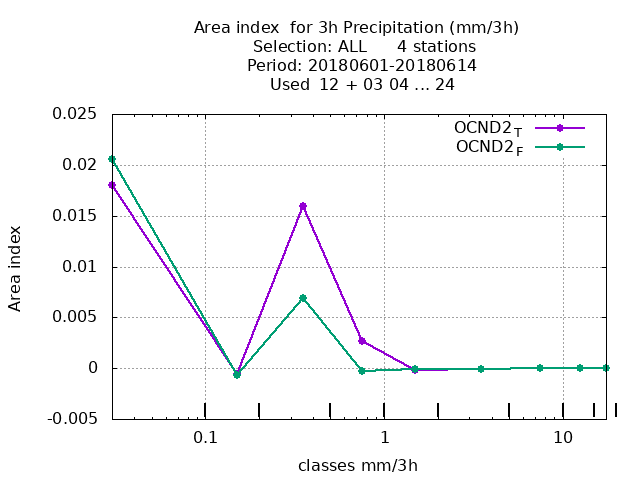 Area index  for 3h Precipitation (mm/3h)
Selection: ALL      4 stations
Period: 20180601-20180614
Used  12 + 03 04 ... 24
0.025
0.02
0.015
0.01
0.005
0
-0.005
Area index
OCND2T
OCND2F
0.1
1
10
classes mm/3h